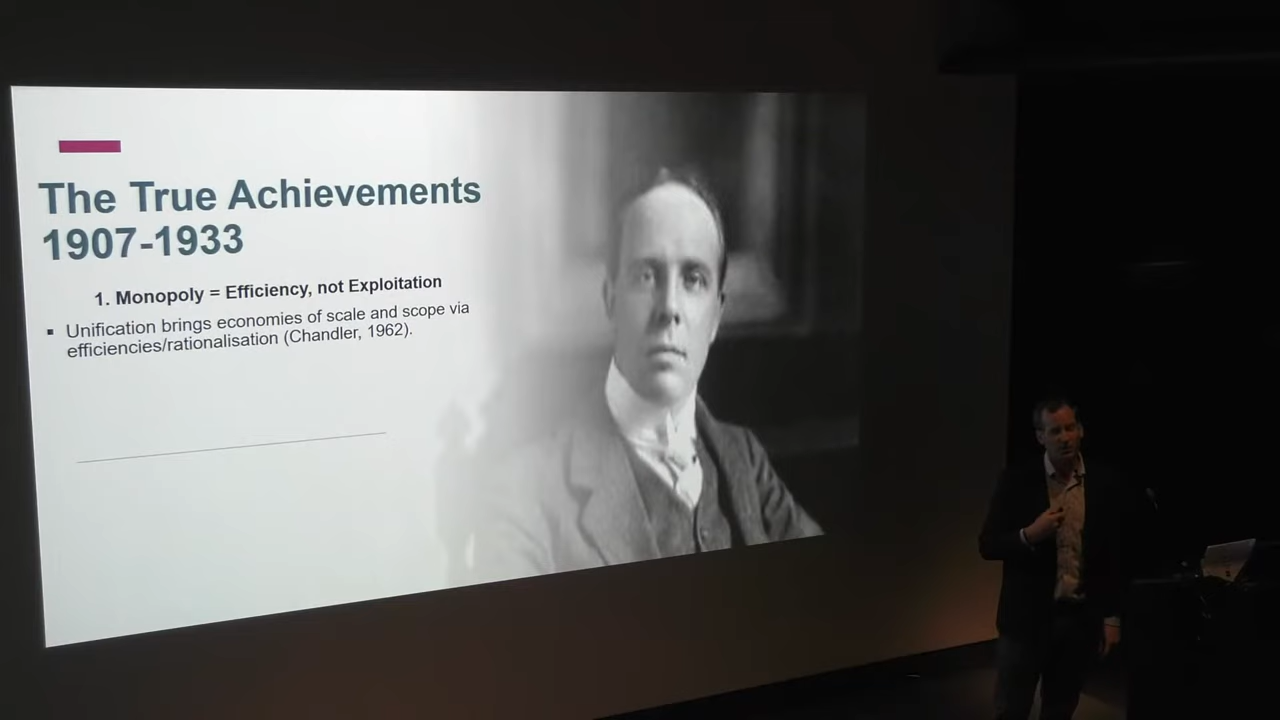 The True Achievements
1907-1933
1. Monopoly = Efficiency, not Exploitation
▪ Unification brings economies of scale and scope via
efficiencies/rationalisation (Chandler, 1962).